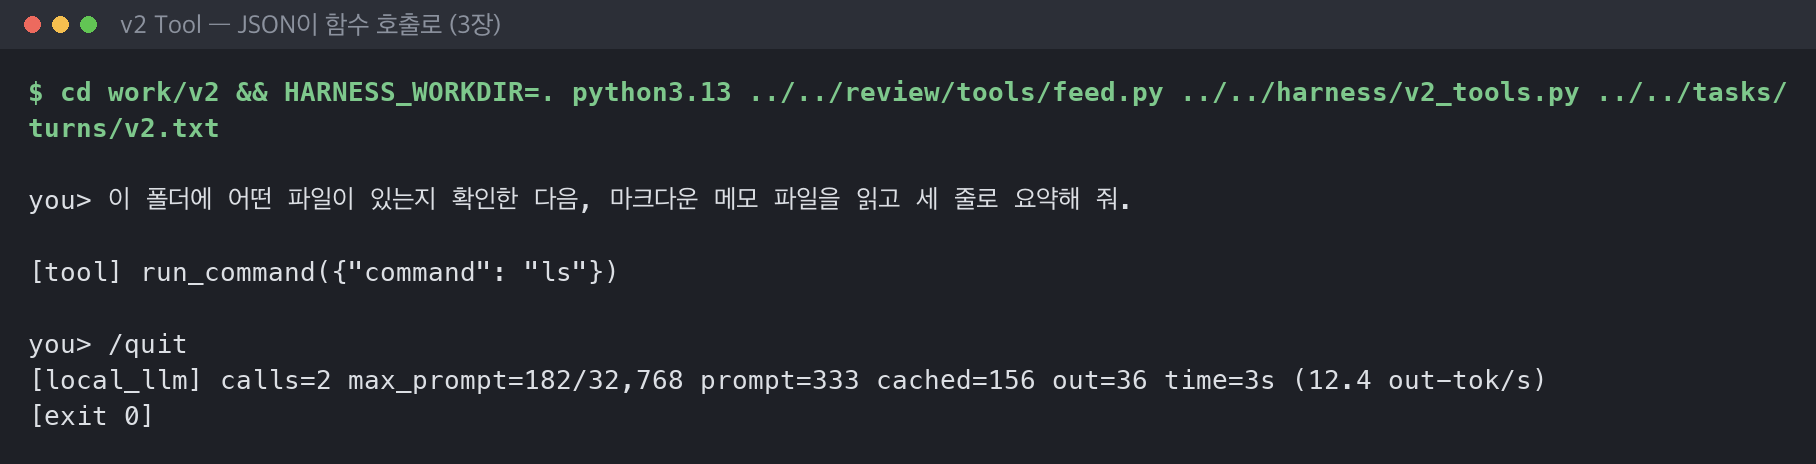 v2 Tool — JSON이 함수 호출로 (3장)
$ cd work/v2 && HARNESS_WORKDIR=. python3.13 ../../review/tools/feed.py ../../harness/v2_tools.py ../../tasks/
turns/v2.txt
you> 이 폴더에 어떤 파일이 있는지 확인한 다음, 마크다운 메모 파일을 읽고 세 줄로 요약해 줘.
[tool] run_command({"command": "ls"})
you> /quit
[local_llm] calls=2 max_prompt=182/32,768 prompt=333 cached=156 out=36 time=3s (12.4 out-tok/s)
[exit 0]